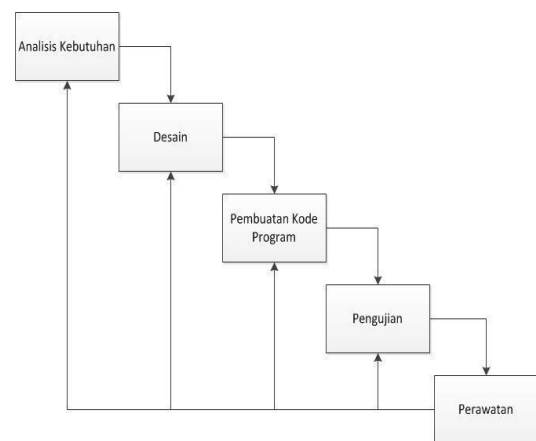 Analisis Kebutuhan
Desain
Pembuatan Kode
Program
Pengujian
Perawatan